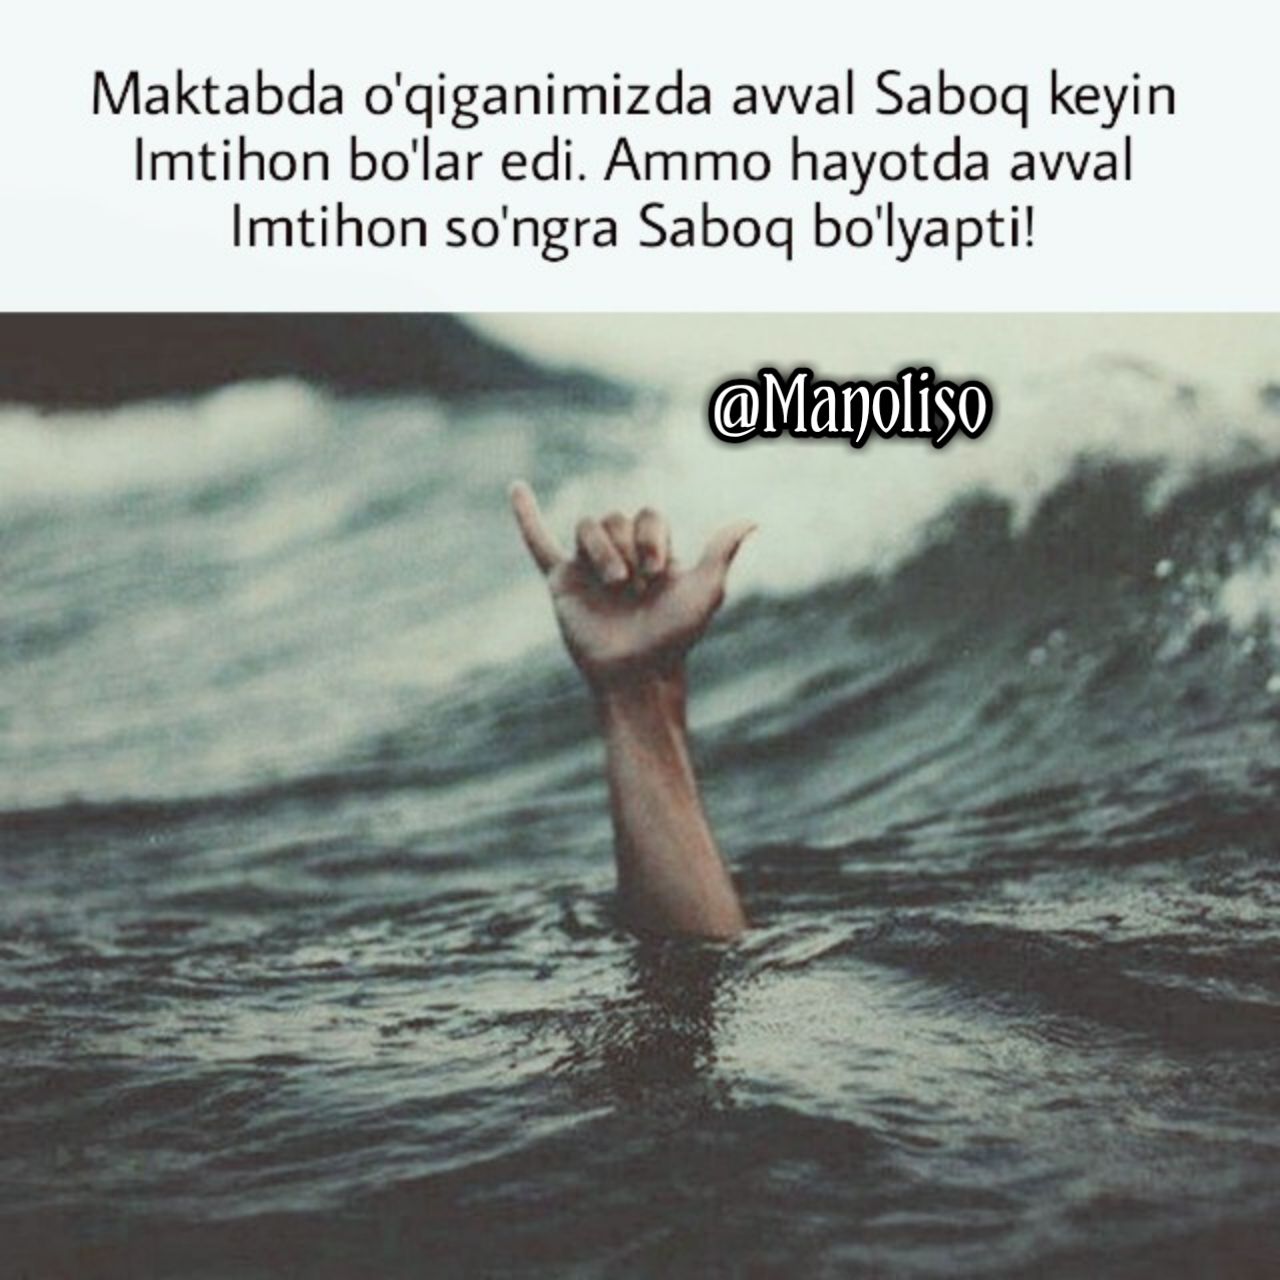 Maktabda o'qiganimizda avval Saboq keyin
Imtihon bo'lar edi. Ammo hayotda avval
Imtihon so'ngra Saboq bo'lyapti!
@Manoliso